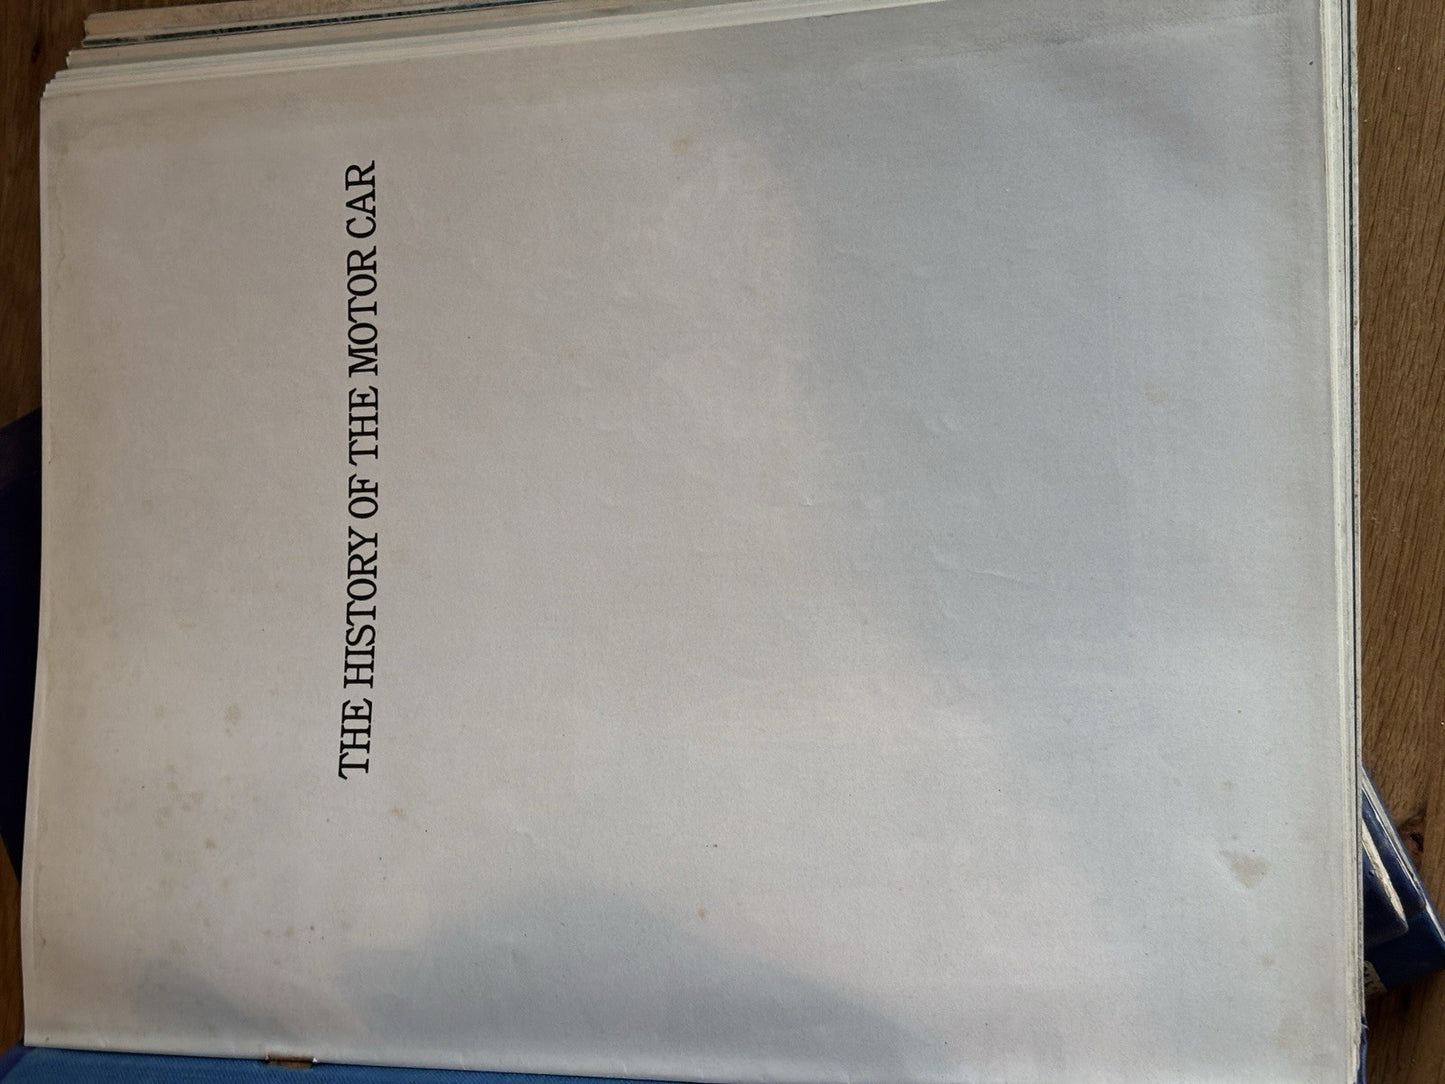 THE HISTORY OF THE MOTOR CAR